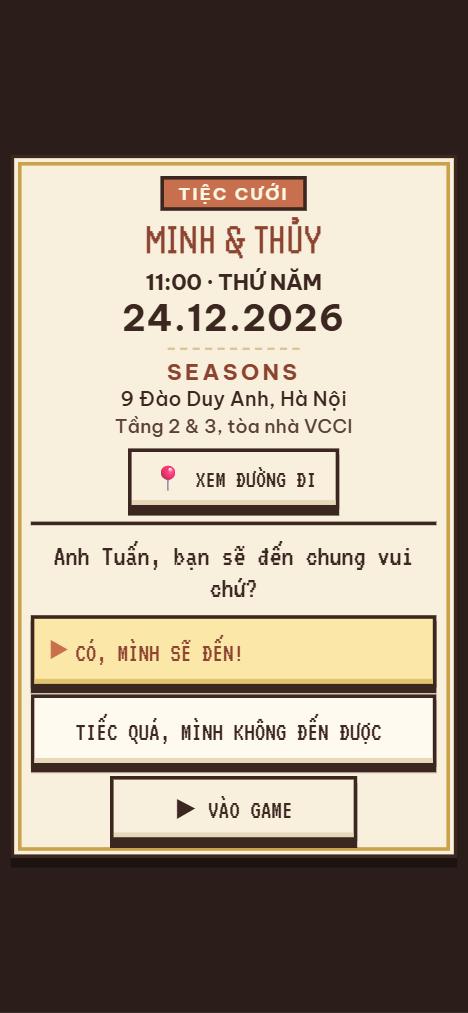 TIỆC CƯỚI
MINH & THỦY
11:00 · THỨ NĂM
24.12.2026
SEASONS
9 Đào Duy Anh, Hà Nội
Tầng 2 & 3, tòa nhà VCCI
XEM ĐƯỜNG ĐI
Anh Tuấn, bạn sẽ đến chung vui
chứ?
CÓ, MÌNH SẼ ĐẾN!
TIẾC QUÁ, MÌNH KHÔNG ĐẾN ĐƯỢC
VÀO GAME